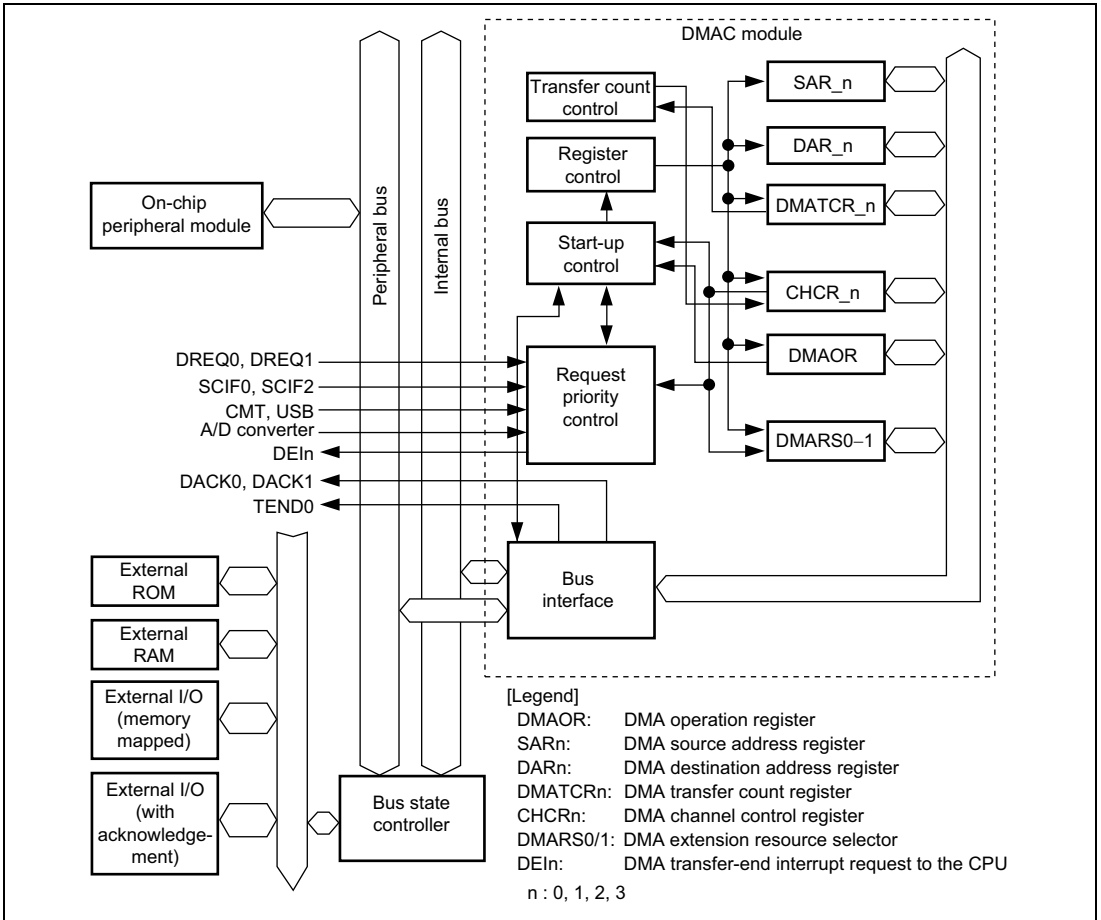 DMAC module
Transfer count
control
SAR_n
Register
control
DAR_n
On-chip
peripheral module
DMATCR_n
Peripheral bus
Internal bus
Start-up
control
CHCR_n
DMAOR
DREQ0, DREQ1
SCIF0, SCIF2
CMT, USB
A/D converter
DEIn
Request
priority
control
DMARS0−1
DACK0, DACK1
TEND0
External
ROM
Bus
interface
External
RAM
External I/O
(memory
mapped)
External I/O
(with
acknowledge-
ment)
Bus state
controller
[Legend]
DMAOR: DMA operation register
SARn: DMA source address register
DARn: DMA destination address register
DMATCRn: DMA transfer count register
CHCRn: DMA channel control register
DMARS0/1: DMA extension resource selector
DEIn: DMA transfer-end interrupt request to the CPU
n : 0, 1, 2, 3